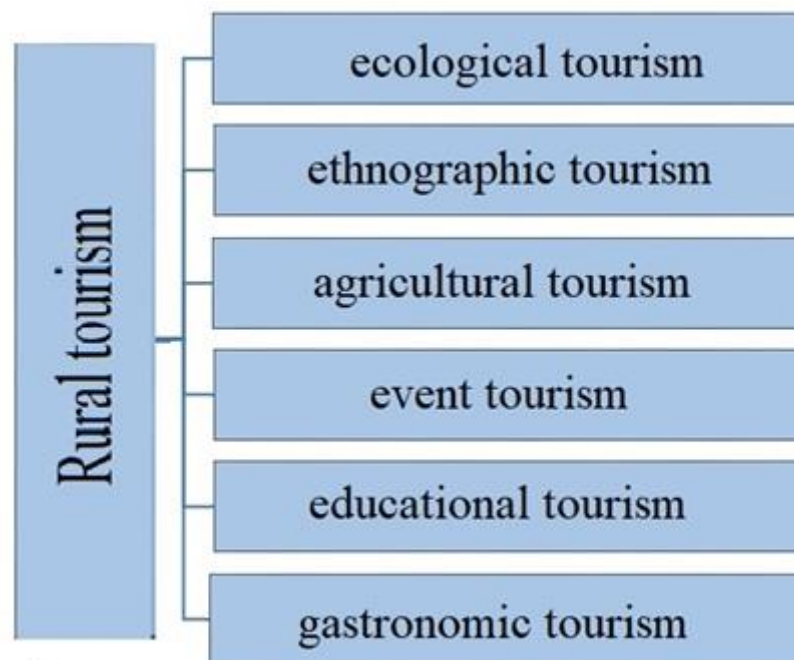 Rural tourism
ecological tourism
ethnographic tourism
agricultural tourism
event tourism
educational tourism
gastronomic tourism